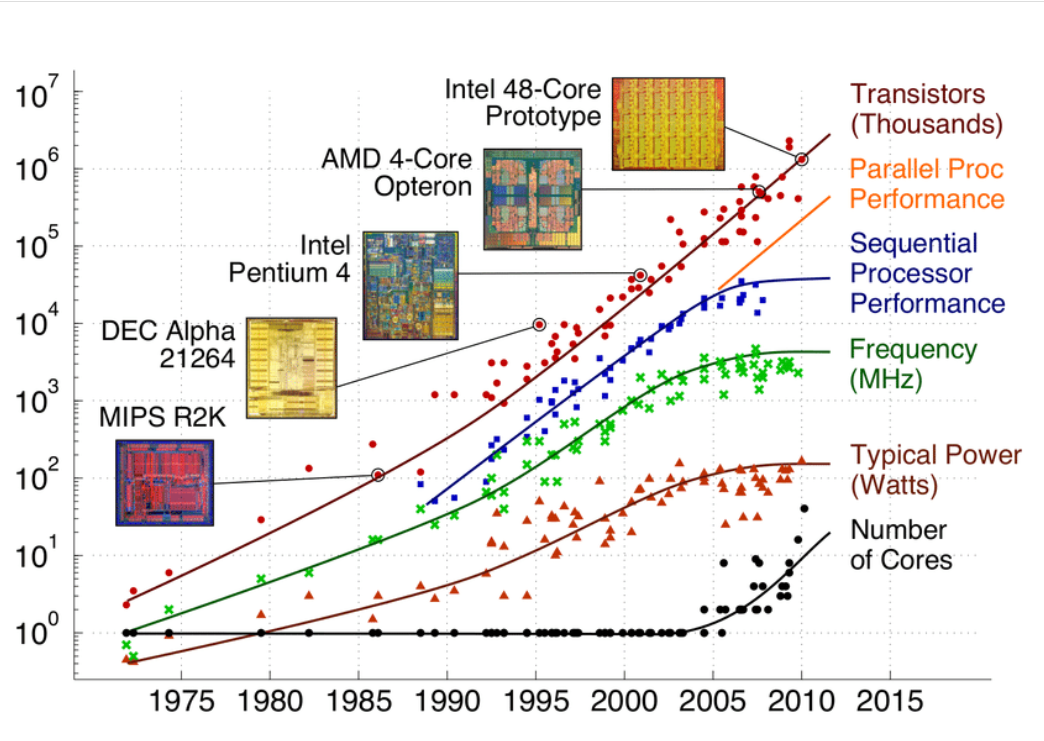 10^7
10^6
10^5
10^4
10^3
10^2
10^1
10^0
Intel 48-Core
Prototype
AMD 4-Core
Opteron
Intel
Pentium 4
DEC Alpha
21264
MIPS R2K
Transistors
(Thousands)
Parallel Proc
Performance
Sequential
Processor
Performance
Frequency
(MHz)
Typical Power
(Watts)
Number
of Cores
1975 1980 1985 1990 1995 2000 2005 2010 2015